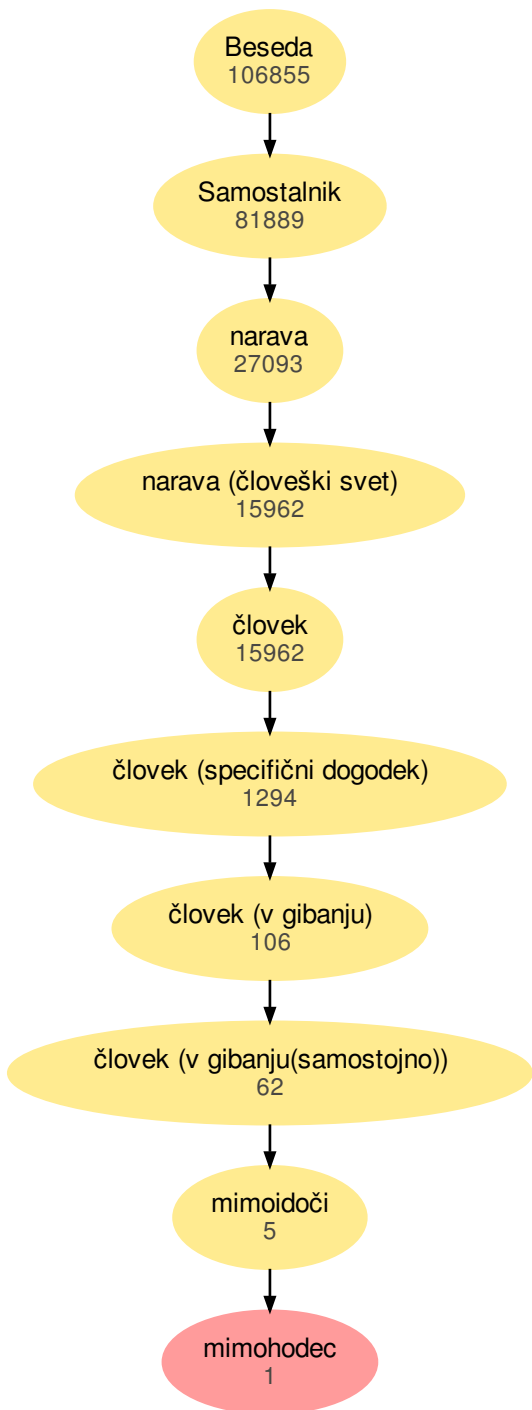 Beseda
106855
Samostalnik
81889
narava
27093
narava (človeški svet)
15962
človek
15962
človek (specifični dogodek)
1294
človek (v gibanju)
106
človek (v gibanju(samostojno))
62
mimoidoči
5
mimohodec
1